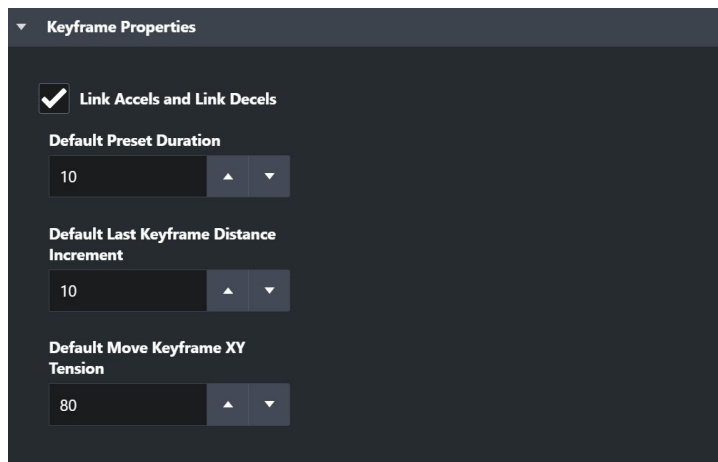 Keyframe Properties
Link Accels and Link Decels
Default Preset Duration
10
Default Last Keyframe Distance
Increment
10
Default Move Keyframe XY
Tension
80